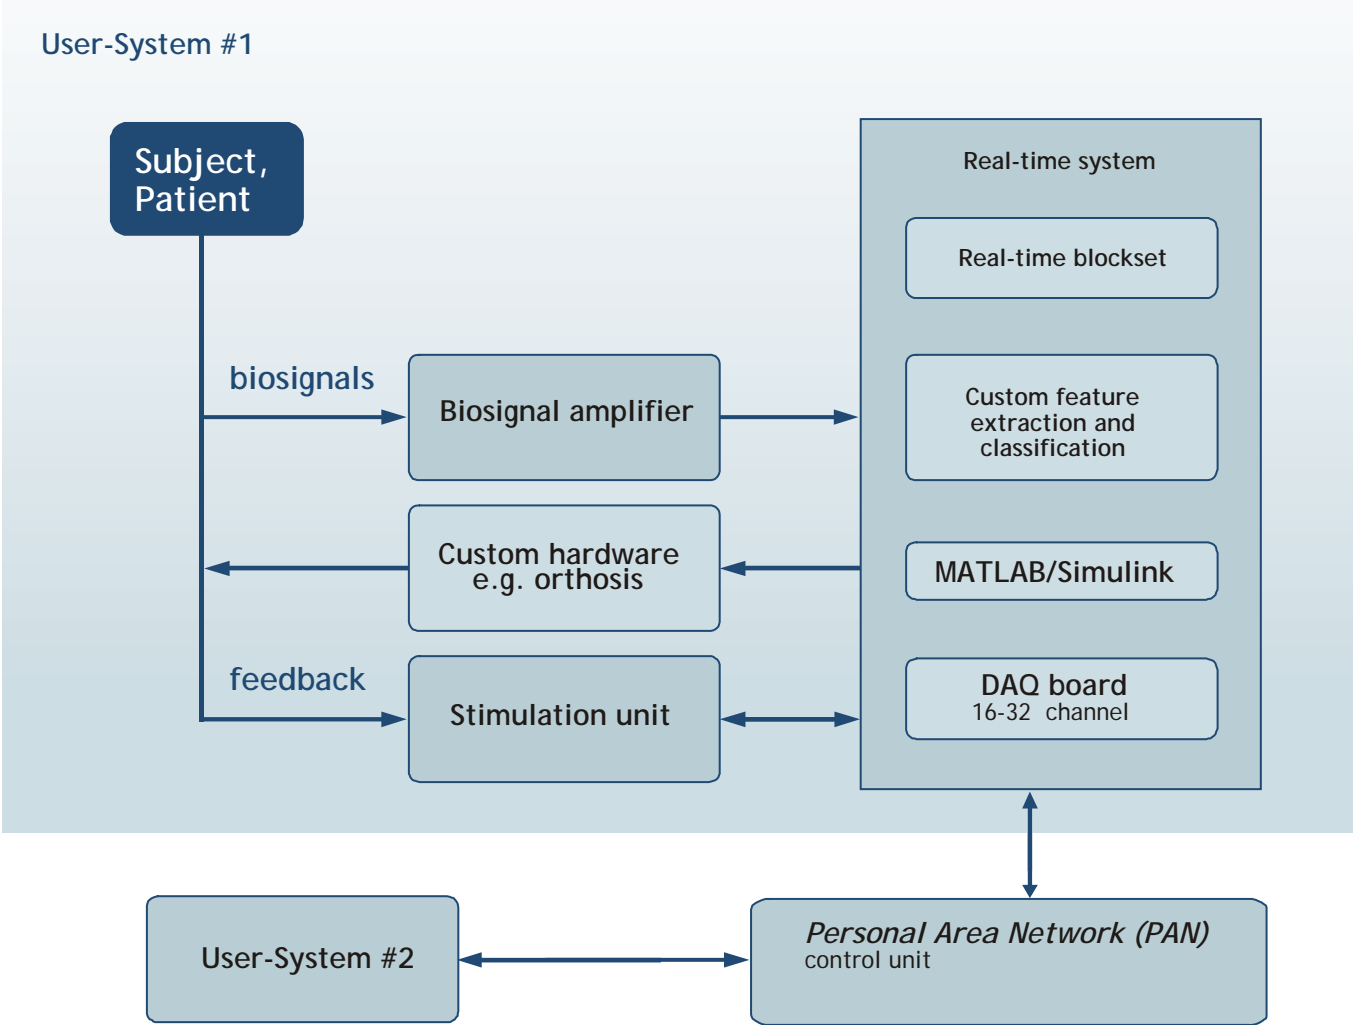 User-System #1
Subject,
Patient
biosignals
Biosignal amplifier
Custom hardware
e.g. orthosis
feedback
Stimulation unit
Real-time system
Real-time blockset
Custom feature
extraction and
classification
MATLAB/Simulink
DAQ board
16-32 channel
User-System #2
Personal Area Network (PAN)
control unit